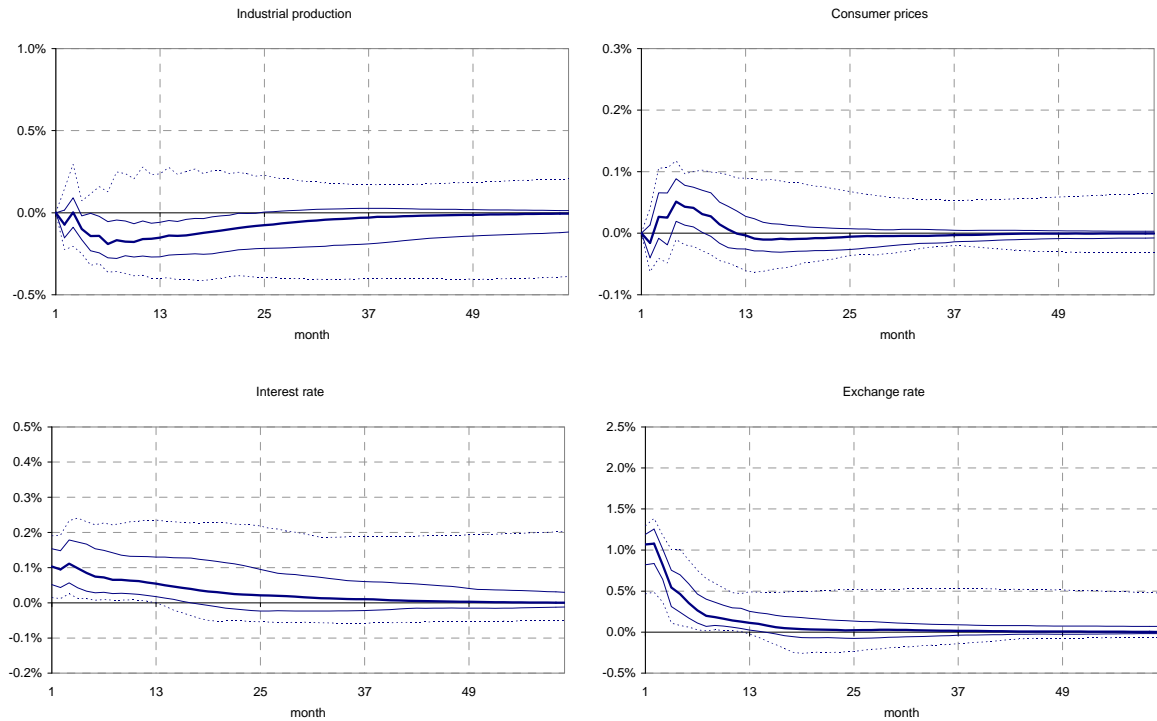 Industrial production
1.0%
0.5%
0.0%
-0.5%
1 13 25 37 49
month
Consumer prices
0.3%
0.2%
0.1%
0.0%
-0.1%
1 13 25 37 49
month
Interest rate
0.5%
0.4%
0.3%
0.2%
0.1%
0.0%
-0.1%
-0.2%
1 13 25 37 49
month
Exchange rate
2.5%
2.0%
1.5%
1.0%
0.5%
0.0%
-0.5%
1 13 25 37 49
month